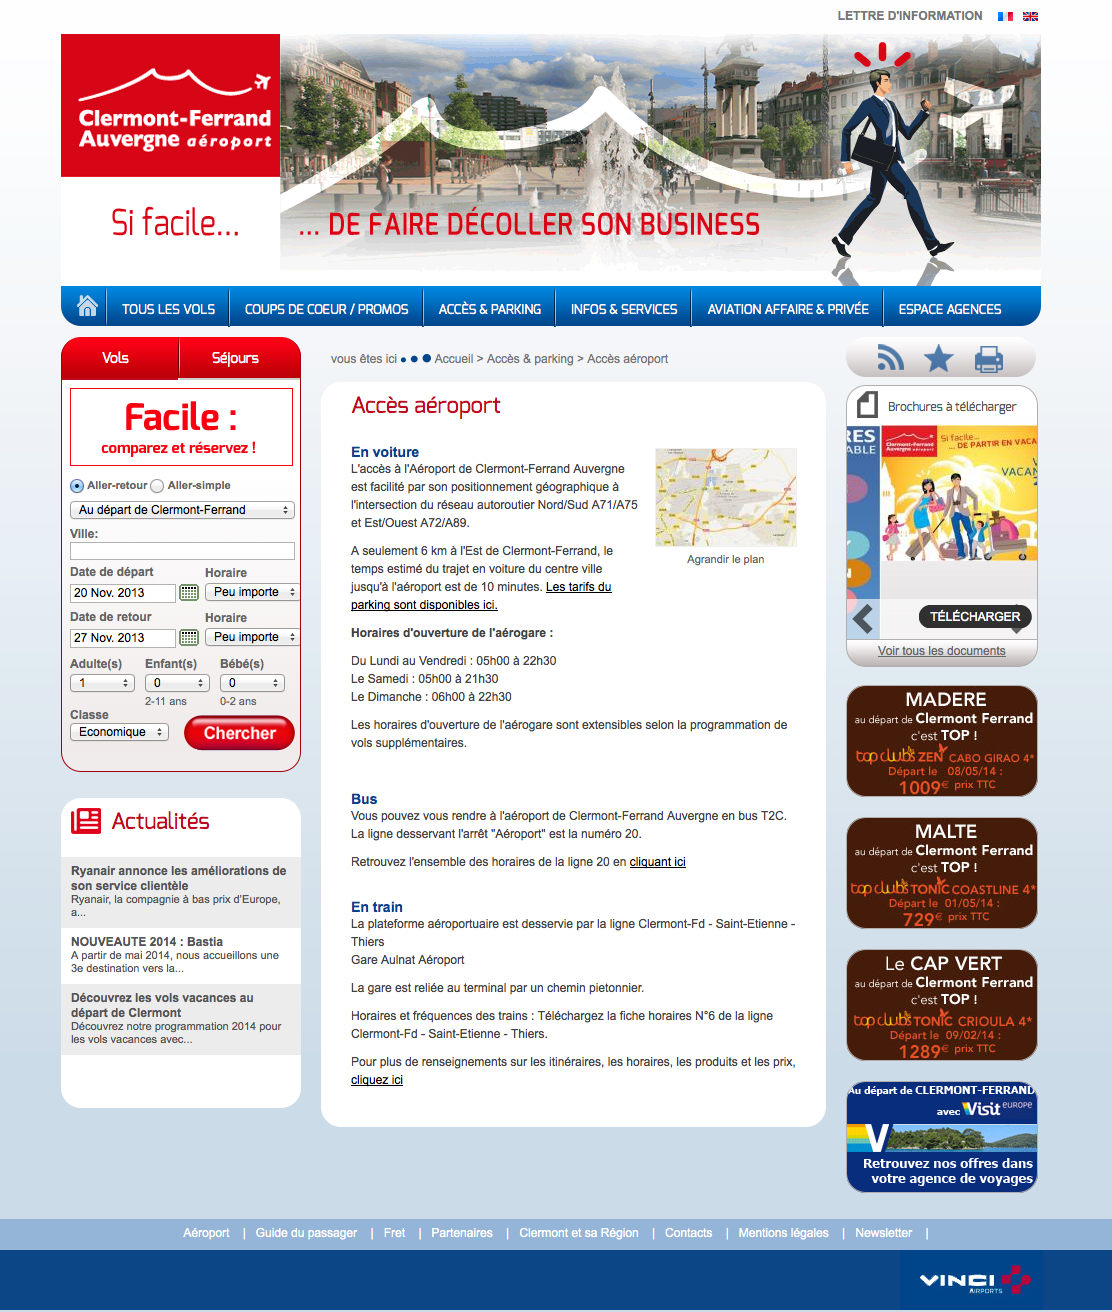 LETTRE D'INFORMATION
Clermont-Ferrand
Auvergne aéroport
Si facile...
... DE FAIRE DÉCOLLER SON BUSINESS
TOUS LES VOLS
COUPS DE COEUR / PROMOS
ACCÈS & PARKING
INFOS & SERVICES
AVIATION AFFAIRE & PRIVÉE
ESPACE AGENCES
Vols
Séjours
Facile :
comparez et réservez !
Aller-retour
Aller-simple
Au départ de Clermont-Ferrand
Ville:
Date de départ
Horaire
20 Nov. 2013
Peu importe
Date de retour
Horaire
27 Nov. 2013
Peu importe
Adulte(s)
Enfant(s)
Bébé(s)
1
0
0
2-11 ans
0-2 ans
Classe
Economique
Chercher
Actualités
Ryanair annonce les améliorations de
son service clientèle
Ryanair, la compagnie à bas prix d'Europe,
a...
NOUVEAUTE 2014 : Bastia
A partir de mai 2014, nous accueillons une
3e destination vers la...
Découvrez les vols vacances au
départ de Clermont
Découvrez notre programmation 2014 pour
les vols vacances avec...
vous êtes ici Accueil > Accès & parking > Accès aéroport
Accès aéroport
En voiture
L'accès à l'Aéroport de Clermont-Ferrand Auvergne
est facilité par son positionnement géographique à
l'intersection du réseau autoroutier Nord/Sud A71/A75
et Est/Ouest A72/A89.
Agrandir le plan
A seulement 6 km à l'Est de Clermont-Ferrand, le
temps estimé du trajet en voiture du centre ville
jusqu'à l'aéroport est de 10 minutes. Les tarifs du
parking sont disponibles ici.
Horaires d'ouverture de l'aérogare :
Du Lundi au Vendredi : 05h00 à 22h30
Le Samedi : 05h00 à 21h30
Le Dimanche : 06h00 à 22h30
Les horaires d'ouverture de l'aérogare sont extensibles selon la programmation de
vols supplémentaires.
Bus
Vous pouvez vous rendre à l'aéroport de Clermont-Ferrand Auvergne en bus T2C.
La ligne desservant l'arrêt "Aéroport" est la numéro 20.
Retrouvez l'ensemble des horaires de la ligne 20 en cliquant ici
En train
La plateforme aéroportuaire est desservie par la ligne Clermont-Fd - Saint-Etienne -
Thiers
Gare Aulnat Aéroport
La gare est reliée au terminal par un chemin pietonnier.
Horaires et fréquences des trains : Téléchargez la fiche horaires N°6 de la ligne
Clermont-Fd - Saint-Etienne - Thiers.
Pour plus de renseignements sur les itinéraires, les horaires, les produits et les prix,
cliquez ici
Brochures à télécharger
RES
ABLE
Clermont-Ferrand
Auvergne aéroport
Si facile...
... DE PARTIR EN VACA
VACAN
N
TÉLÉCHARGER
Voir tous les documents
MADERE
au départ de Clermont Ferrand
c'est TOP !
top clubs ZEN CABO GIRAO 4*
Départ le 08/05/14 :
1009€ prix TTC
MALTE
au départ de Clermont Ferrand
c'est TOP !
top clubs TONIC COASTLINE 4*
Départ le 01/05/14 :
729€ prix TTC
Le CAP VERT
au départ de Clermont Ferrand
c'est TOP !
top clubs TONIC CRIOULA 4*
Départ le 09/02/14 :
1289€ prix TTC
Au départ de CLERMONT-FERRAND
avec Visit EUROPE
V
Retrouvez nos offres dans
votre agence de voyages
Aéroport | Guide du passager | Fret | Partenaires | Clermont et sa Région | Contacts | Mentions légales | Newsletter |
VINCI
AIRPORTS